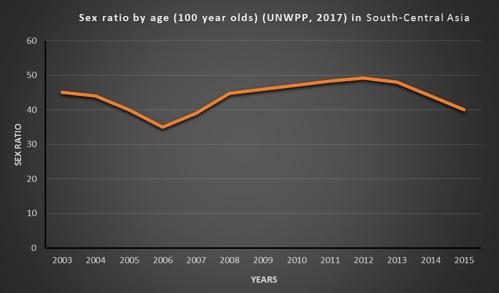 Sex ratio by age (100 year olds) (UNWPP, 2017) in South-Central Asia
60
50
40
30
20
10
0
SEX RATIO
2003 2004 2005 2006 2007 2008 2009 2010 2011 2012 2013 2014 2015
YEARS